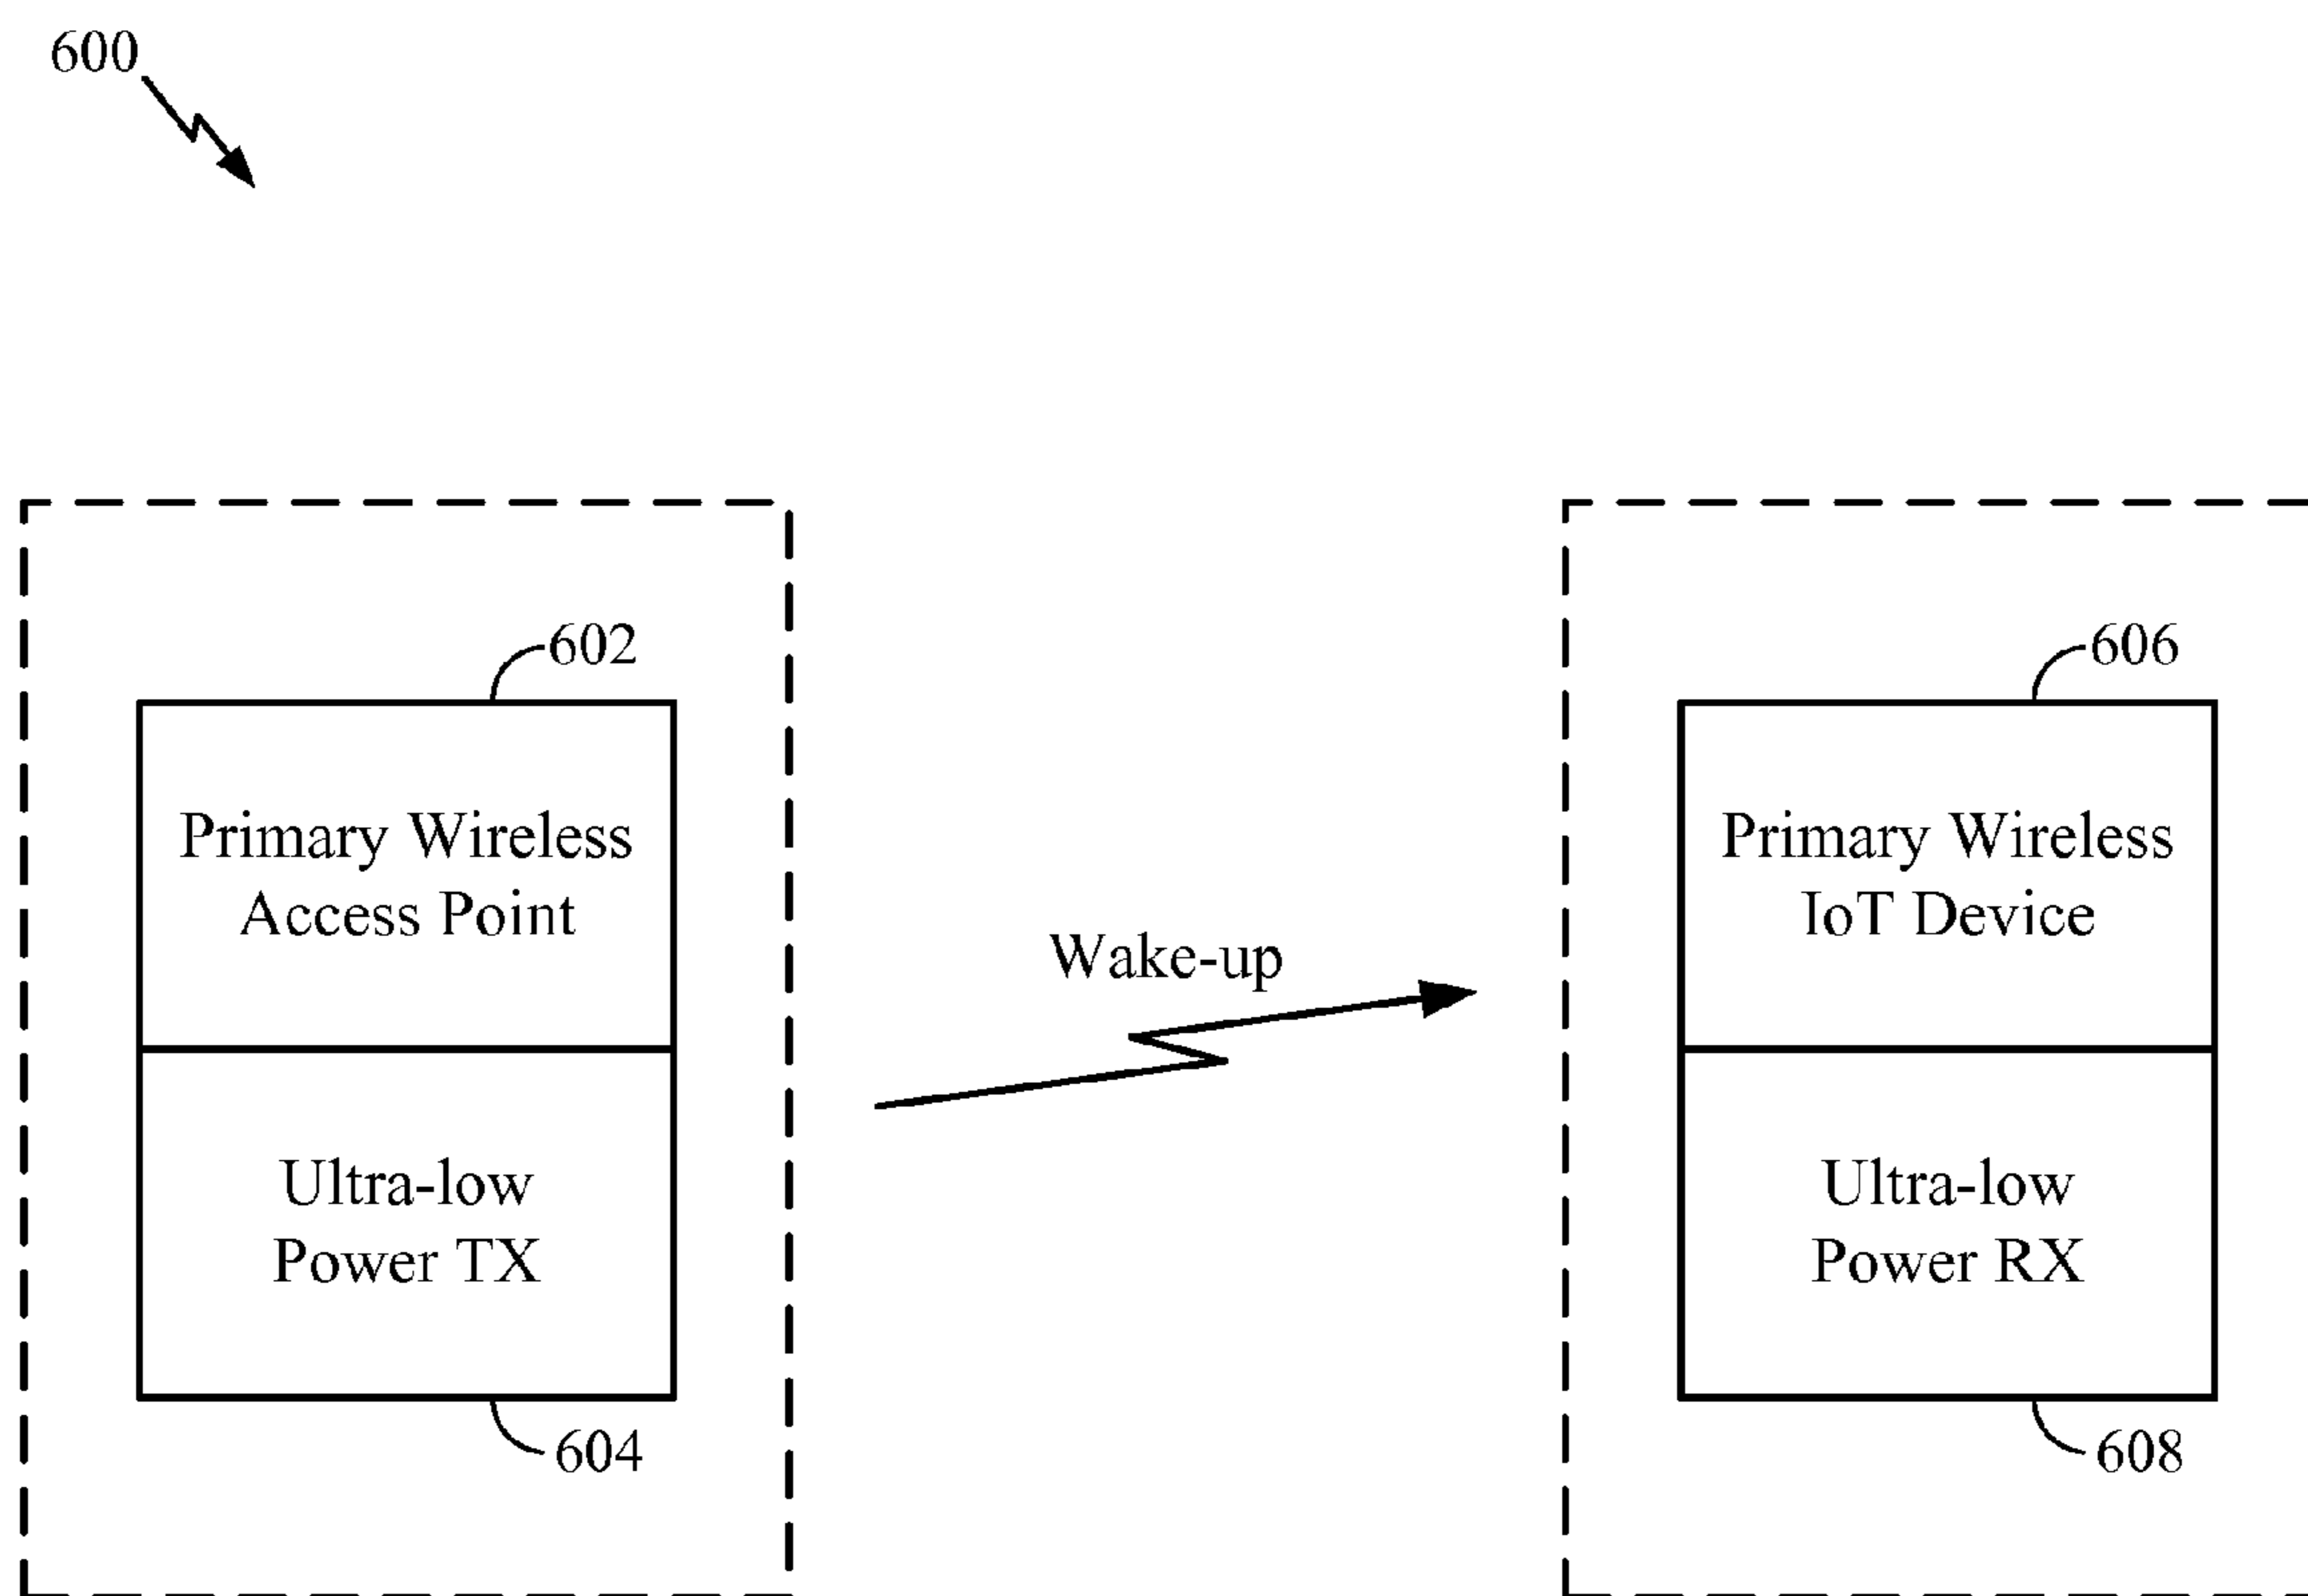 600
602
Primary Wireless
Access Point
Ultra-low
Power TX
604
Wake-up
606
Primary Wireless
IoT Device
Ultra-low
Power RX
608